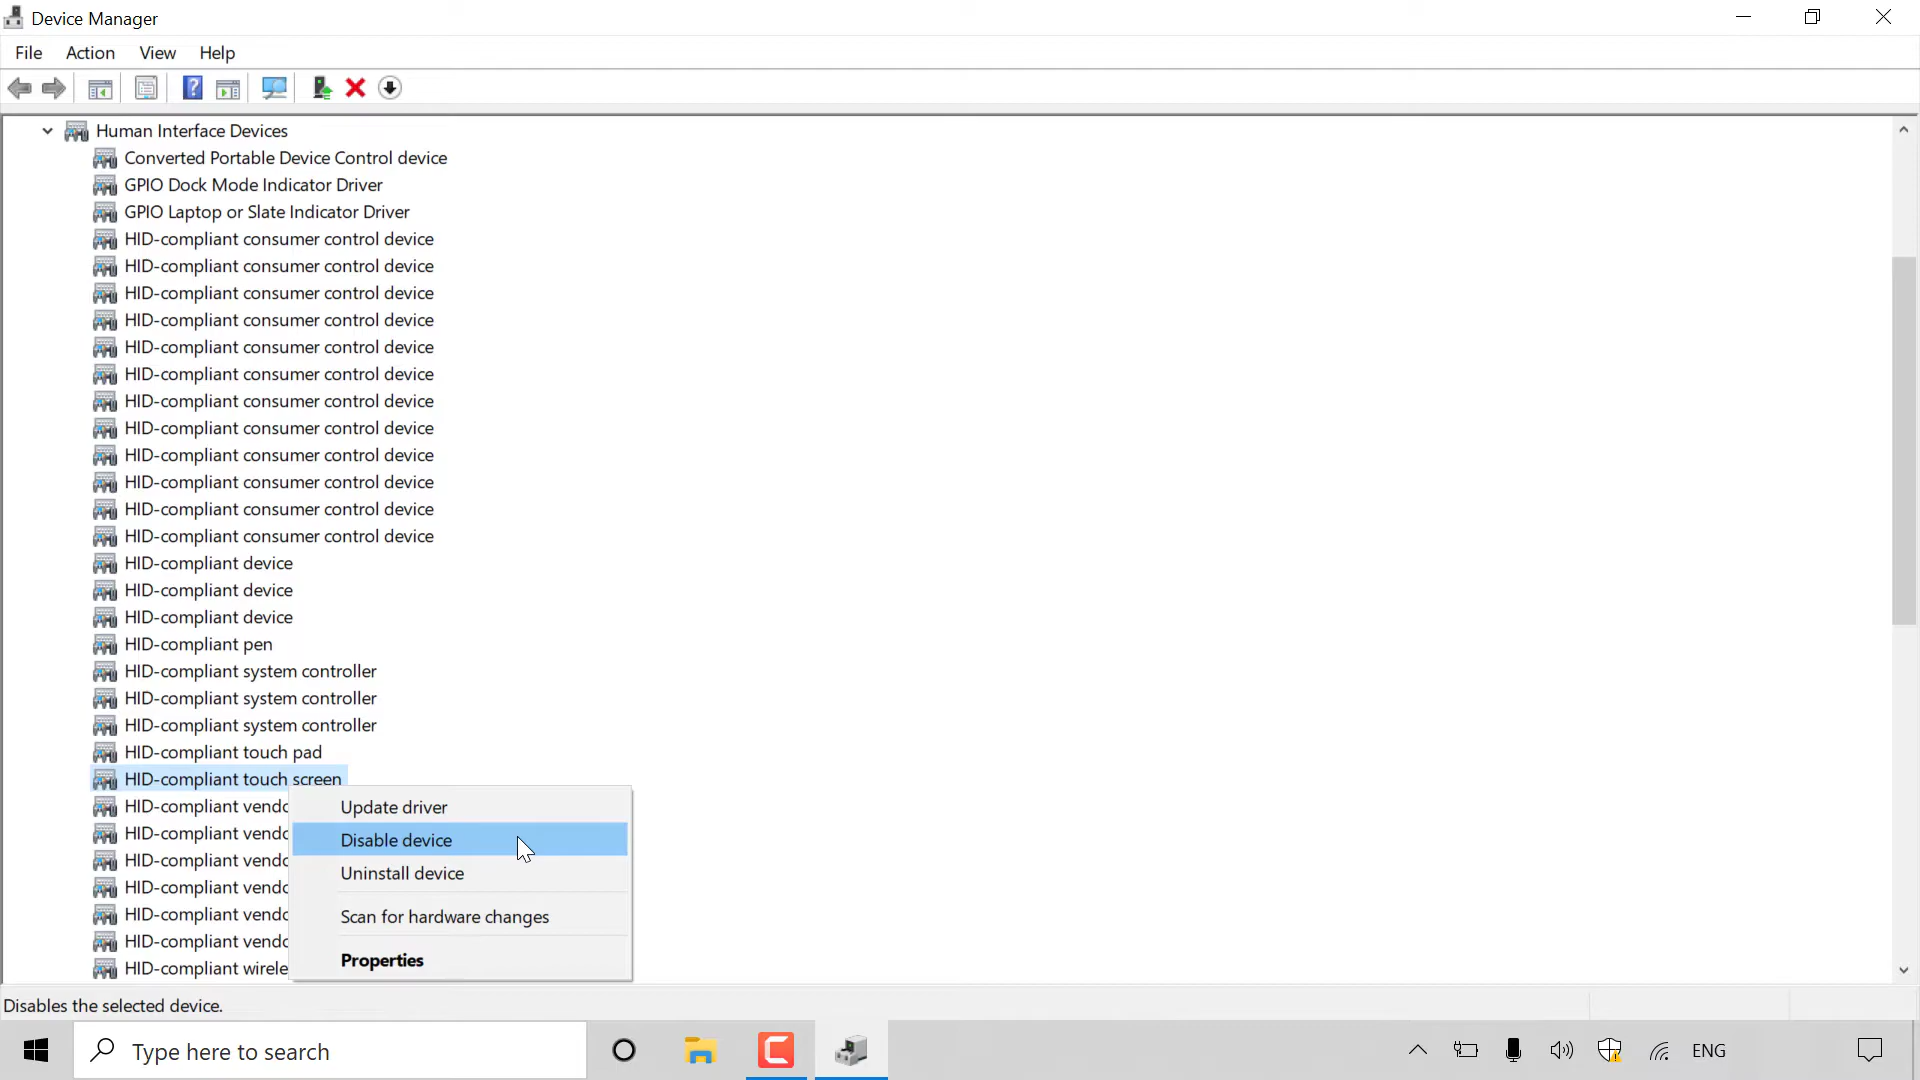 Device Manager
File Action View Help
Human Interface Devices
Converted Portable Device Control device
GPIO Dock Mode Indicator Driver
GPIO Laptop or Slate Indicator Driver
HID-compliant consumer control device
HID-compliant consumer control device
HID-compliant consumer control device
HID-compliant consumer control device
HID-compliant consumer control device
HID-compliant consumer control device
HID-compliant consumer control device
HID-compliant consumer control device
HID-compliant consumer control device
HID-compliant consumer control device
HID-compliant consumer control device
HID-compliant consumer control device
HID-compliant device
HID-compliant device
HID-compliant device
HID-compliant pen
HID-compliant system controller
HID-compliant system controller
HID-compliant system controller
HID-compliant touch pad
HID-compliant touch screen
HID-compliant vendo
HID-compliant vendo
HID-compliant vendo
HID-compliant vendo
HID-compliant vendo
HID-compliant vendo
HID-compliant wirele
Update driver
Disable device
Uninstall device
Scan for hardware changes
Properties
Disables the selected device.
Type here to search
ENG